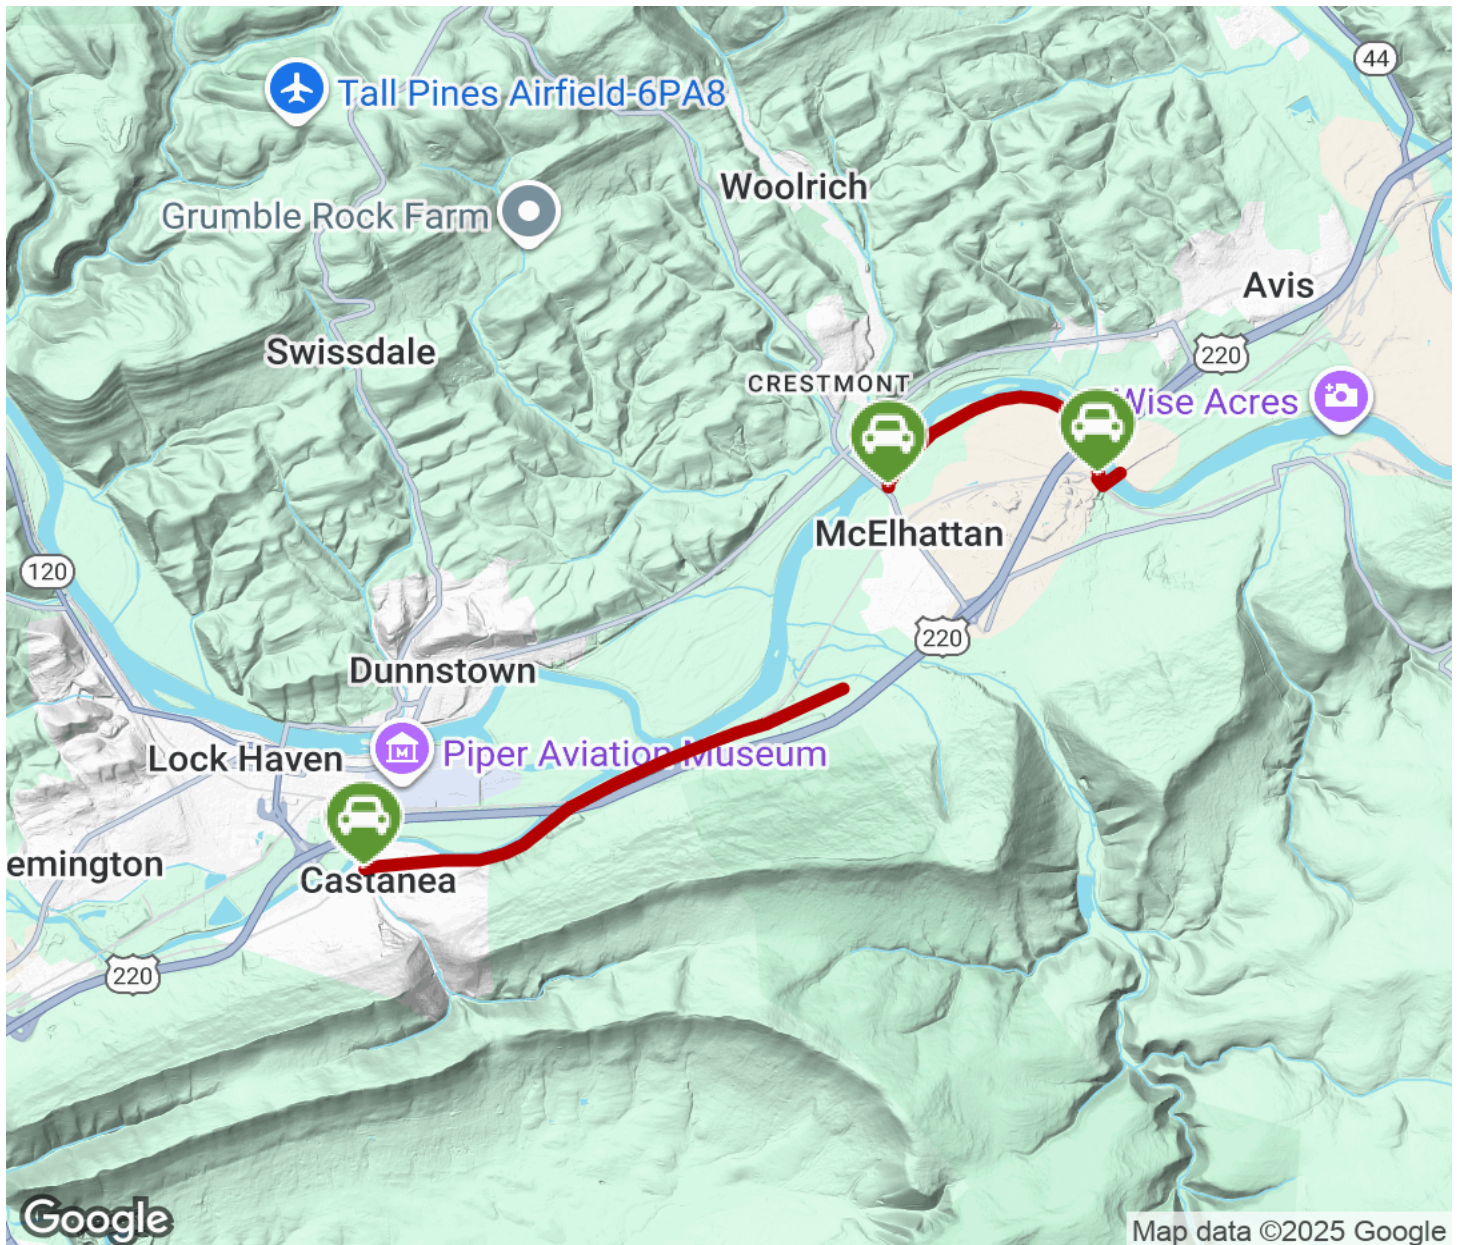 44
Tall Pines Airfield-6PA8
Woolrich
Grumble Rock Farm
Avis
Swissdale
220
CRESTMONT
Wise Acres
McElhattan
120
220
Dunnstown
Lock Haven
Piper Aviation Museum
M
emington
Castanea
220
Google
Map data ©2025 Google